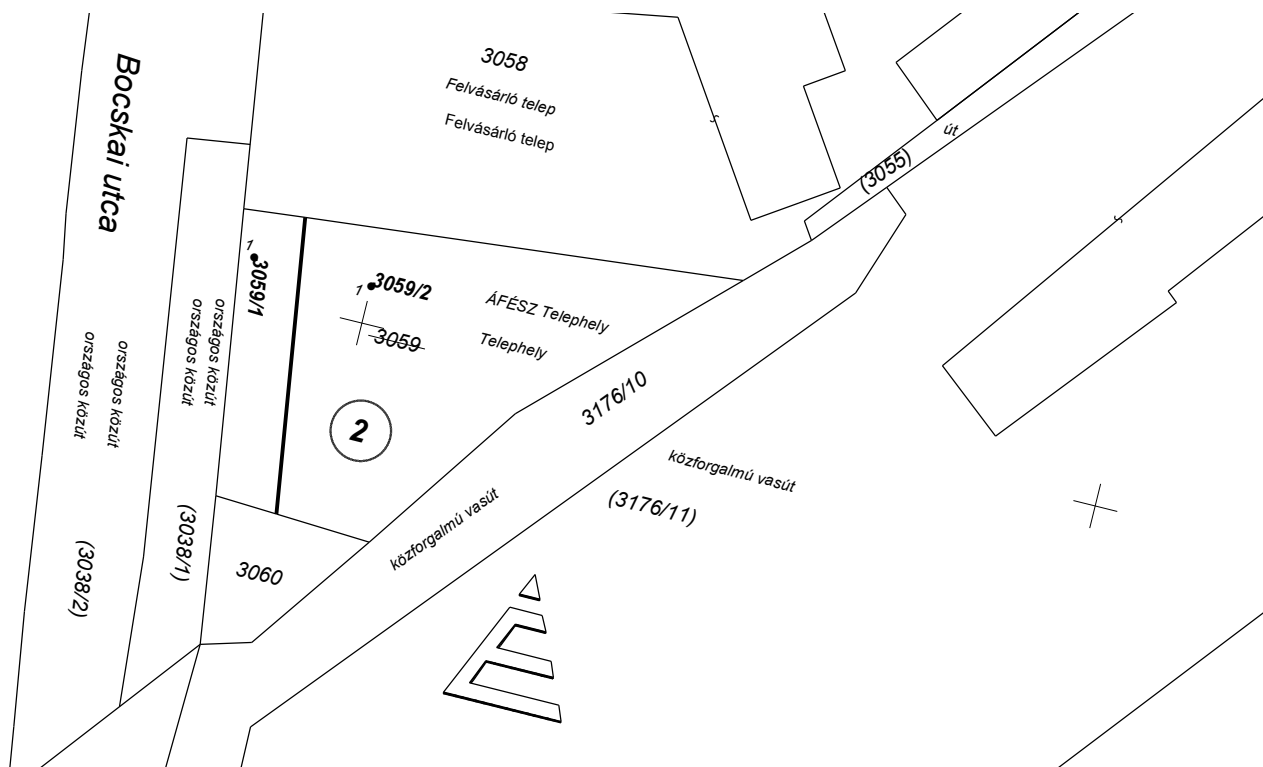 Bocskai utca
3058
Felvásárló telep
Felvásárló telep
út
(3055)
1
3059/1
1
3059/2
3059
ÁFÉSZ Telephely
Telephely
országos közút
országos közút
országos közút
országos közút
2
3176/10
közforgalmú vasút
(3176/11)
közforgalmú vasút
(3038/1)
(3038/2)
3060